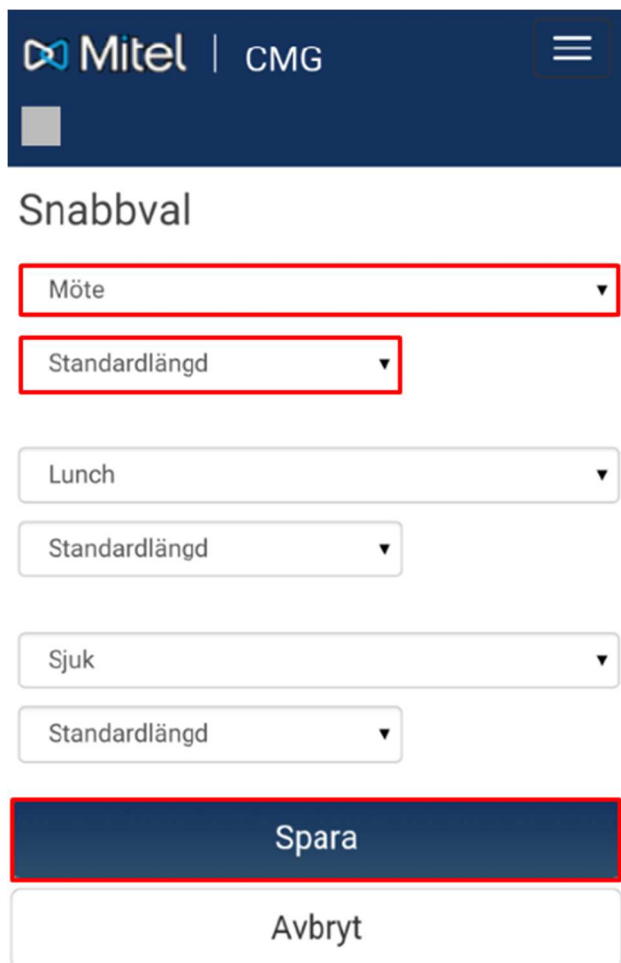 Mitel | CMG
Snabbval
Möte
Standardlängd
Lunch
Standardlängd
Sjuk
Standardlängd
Spara
Avbryt